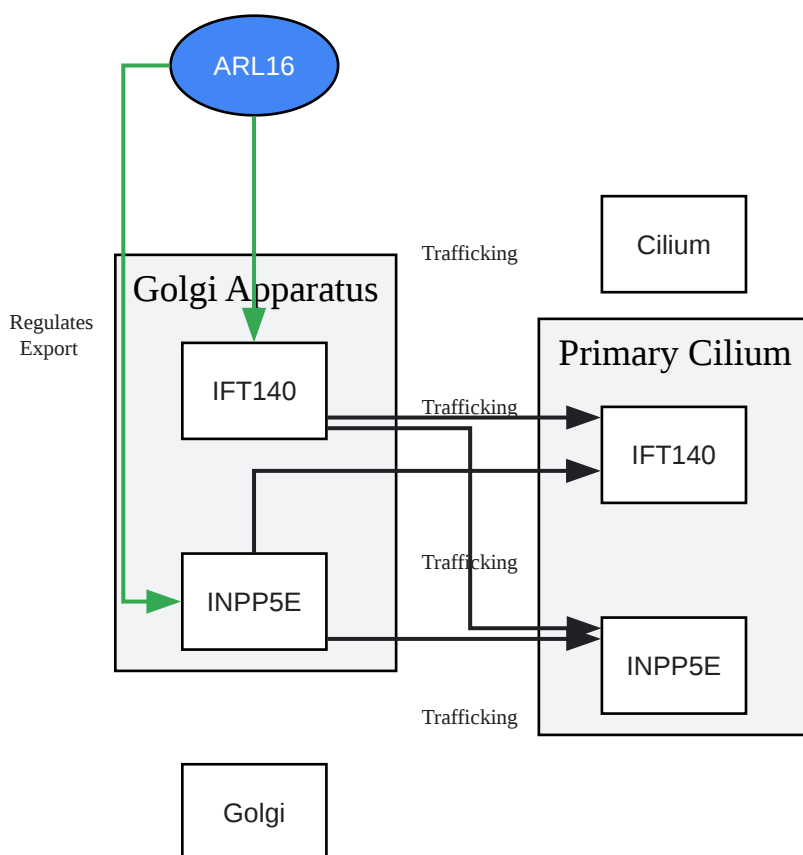 ARL16
Trafficking
Cilium
Golgi Apparatus
Regulates
Export
Primary Cilium
IFT140
Trafficking
IFT140
Trafficking
INPP5E
INPP5E
Trafficking
Golgi